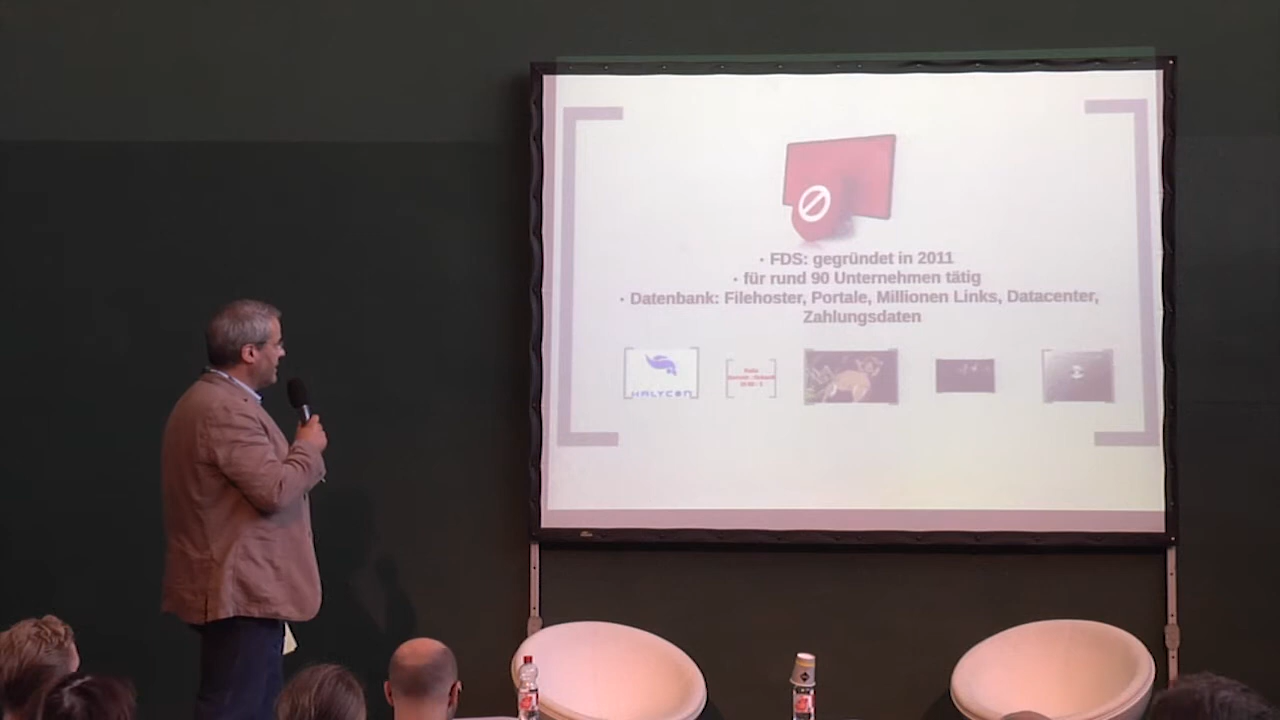 · FDS: gegründet in 2011
· für rund 90 Unternehmen tätig
· Datenbank: Filehoster, Portale, Millionen Links, Datacenter,
Zahlungsdaten
HALYCON